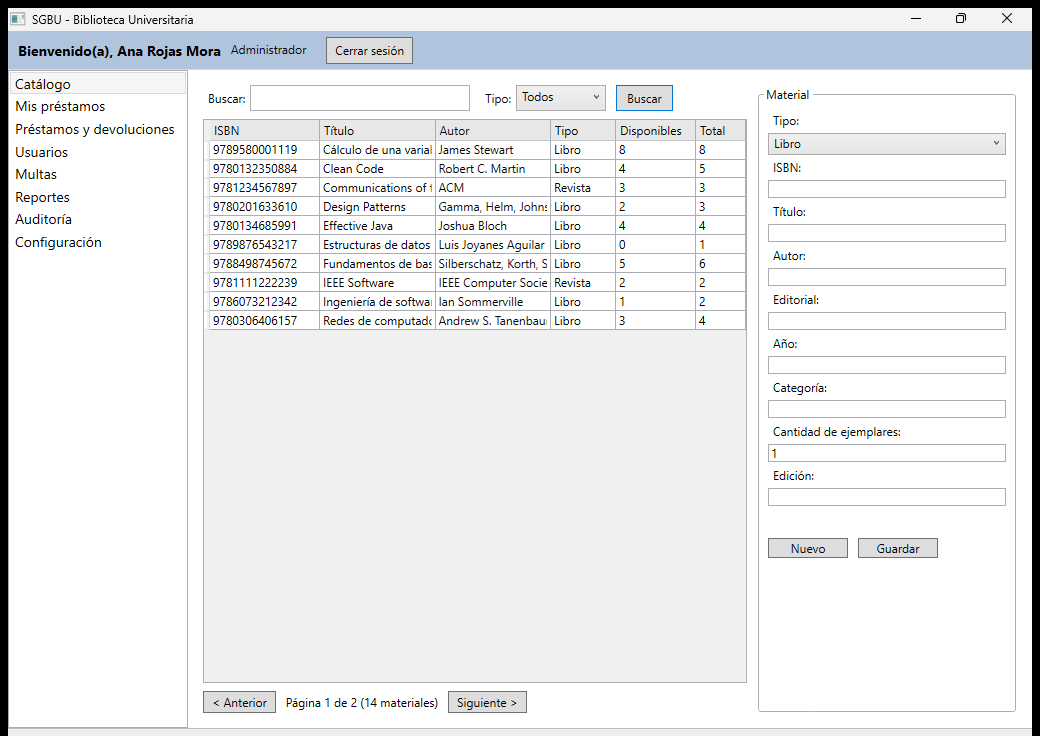 SGBU - Biblioteca Universitaria
Bienvenido(a), Ana Rojas Mora Administrador Cerrar sesión
Catálogo
Mis préstamos
Préstamos y devoluciones
Usuarios
Multas
Reportes
Auditoría
Configuración
Buscar: Tipo: Todos Buscar
ISBN Título Autor Tipo Disponibles Total
9789580001119 Cálculo de una varial James Stewart Libro 8 8
9780132350884 Clean Code Robert C. Martin Libro 4 5
9781234567897 Communications of t ACM Revista 3 3
9780201633610 Design Patterns Gamma, Helm, Johns Libro 2 3
9780134685991 Effective Java Joshua Bloch Libro 4 4
9789876543217 Estructuras de datos Luis Joyanes Aguilar Libro 0 1
9788498745672 Fundamentos de bas Silberschatz, Korth, S Libro 5 6
9781111222239 IEEE Software IEEE Computer Socie Revista 2 2
9786073212342 Ingeniería de softwa Ian Sommerville Libro 1 2
9780306406157 Redes de computado Andrew S. Tanenbau Libro 3 4
< Anterior Página 1 de 2 (14 materiales) Siguiente >
Material
Tipo:
Libro
ISBN:
Título:
Autor:
Editorial:
Año:
Categoría:
Cantidad de ejemplares:
1
Edición:
Nuevo Guardar